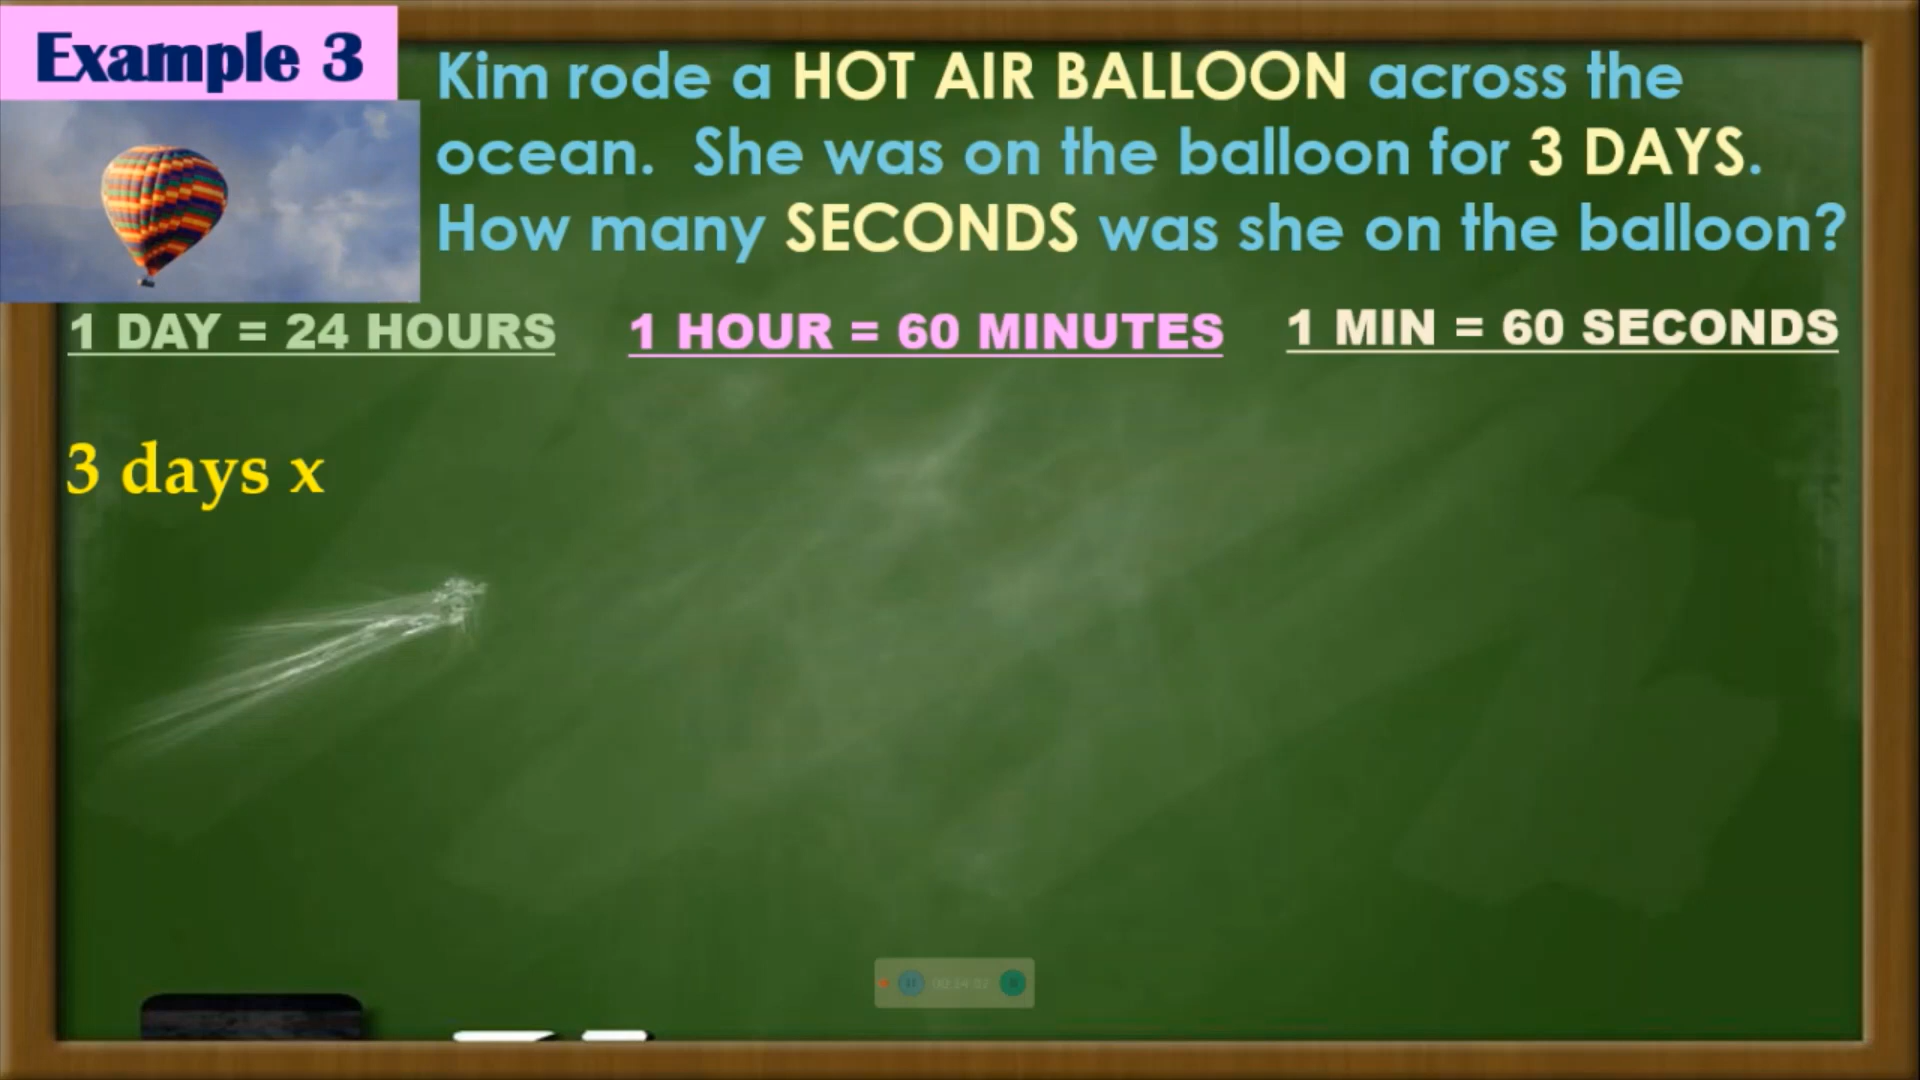 Example 3
Kim rode a HOT AIR BALLOON across the
ocean. She was on the balloon for 3 DAYS.
How many SECONDS was she on the balloon?
1 DAY = 24 HOURS
1 HOUR = 60 MINUTES
1 MIN = 60 SECONDS
3 days x